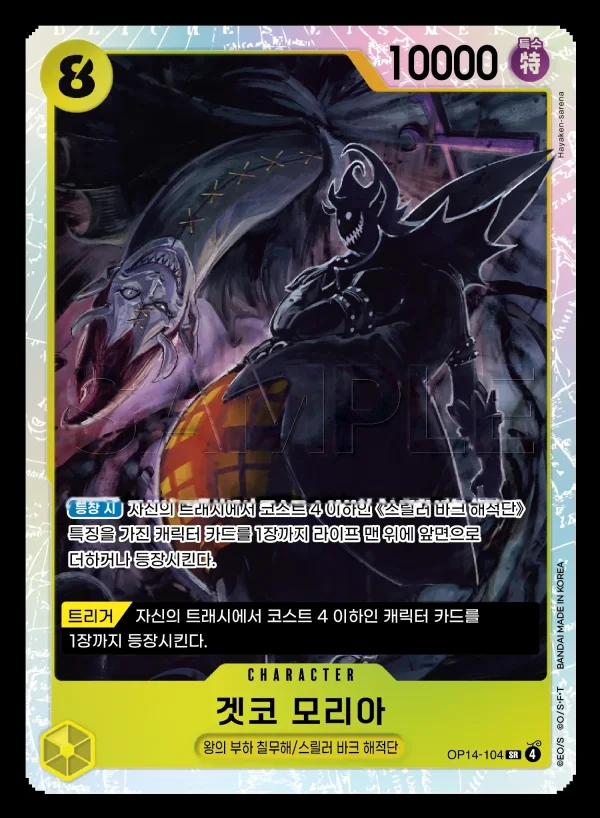 8
10000
특수
特
Hayaken-sarena
SAMPLE
등장 시 자신의 트래시에서 코스트 4 이하인 《스릴러 바크 해적단》
특징을 가진 캐릭터 카드를 1장까지 라이프 맨 위에 앞면으로
더하거나 등장시킨다.
트리거 자신의 트래시에서 코스트 4 이하인 캐릭터 카드를
1장까지 등장시킨다.
CHARACTER
겟코 모리아
왕의 부하 칠무해/스릴러 바크 해적단
OP14-104 SR 4
©EO/S ©O/S·F·T BANDAI MADE IN KOREA